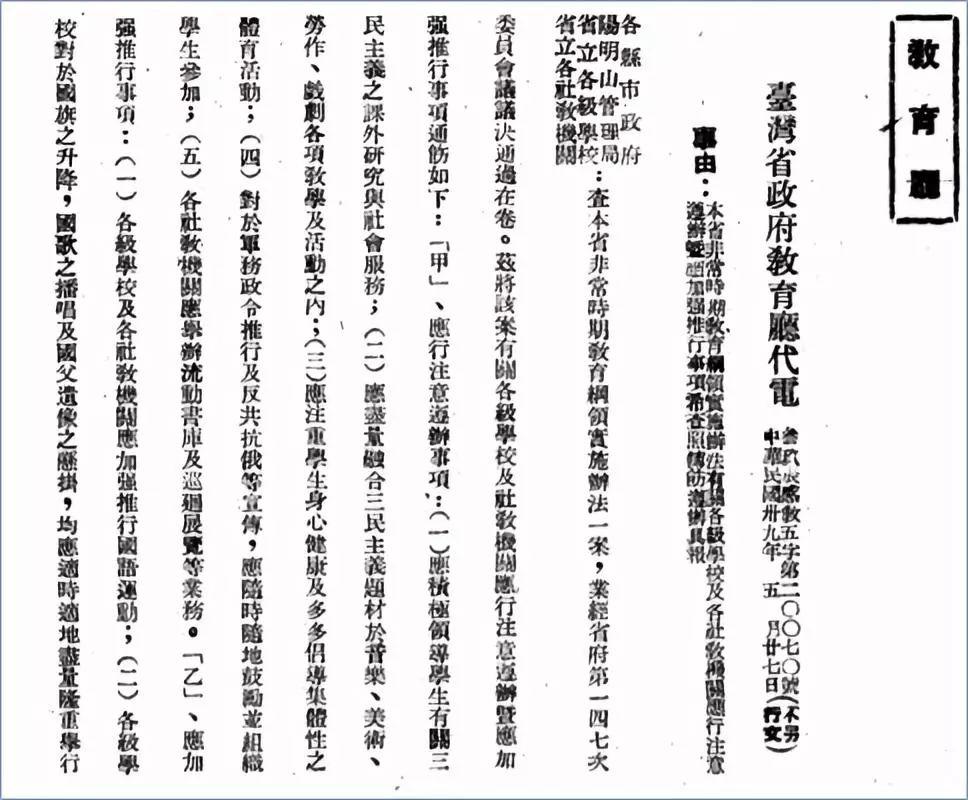 教育廳
臺灣省政府敎育廳代電
叁玖辰感敎五字第二〇〇七〇號
中華民國卅九年五月廿七日
(不另行文)
事由：本省非常時期敎育綱領實施辦法有關各級學校及各社敎機關應行注意
遵辦暨應加强推行事項希查照轉飭遵辦具報
各縣市政府
陽明山管理局
省立各級學校
省立各社敎機關
：查本省非常時期敎育綱領實施辦法一案，業經省府第一四七次
委員會議議決通過在卷。茲將該案有關各級學校及社敎機關應行注意遵辦暨應加
强推行事項通飭如下：「甲」、應行注意遵辦事項：(一)應積極領導學生有關三
民主義之課外研究與社會服務；(二)應盡量融合三民主義題材於音樂、美術、
勞作、戲劇各項敎學及活動之內；(三)應注重學生身心健康及多多倡導集體性之
體育活動；(四)對於軍務政令推行及反共抗俄等宣傳，應隨時隨地鼓勵並組織
學生參加；(五)各社敎機關應舉辦流動書庫及巡廻展覽等業務。「乙」、應加
强推行事項：(一)各級學校及各社敎機關應加强推行國語運動；(二)各級學
校對於國旗之升降，國歌之播唱及國父遺像之懸掛，均應適時適地盡量隆重舉行